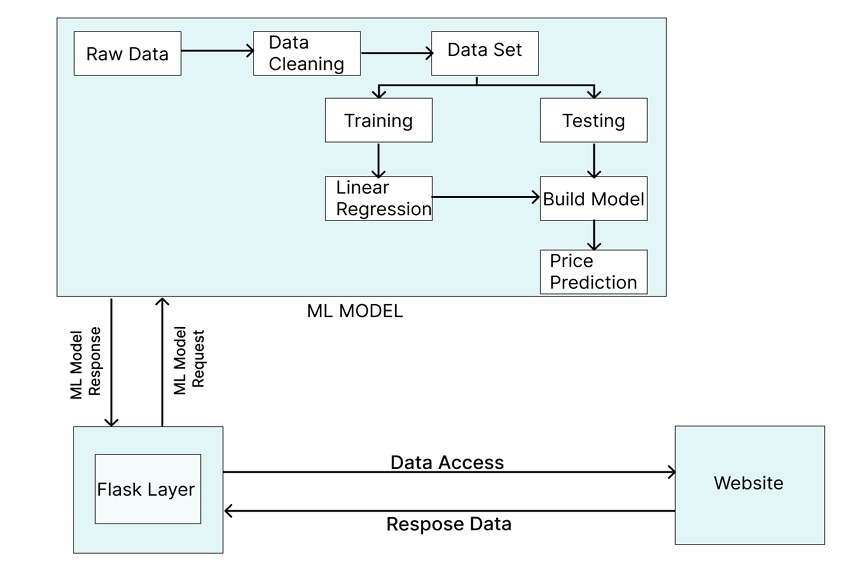 Raw Data
Data
Cleaning
Data Set
Training
Testing
Linear
Regression
Build Model
Price
Prediction
ML MODEL
ML Model
Response
ML Model
Request
Flask Layer
Data Access
Respose Data
Website